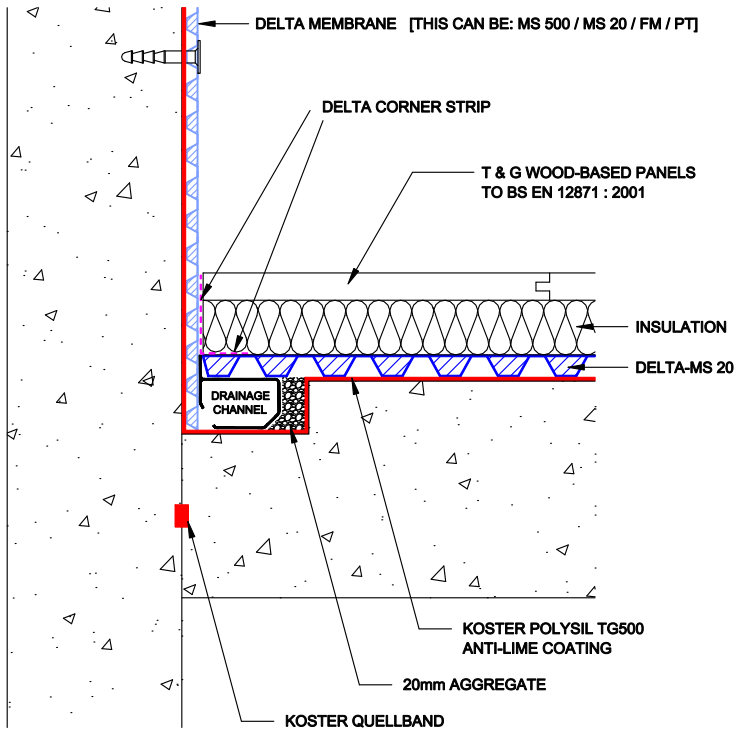 DELTA MEMBRANE [THIS CAN BE: MS 500 / MS 20 / FM / PT]
DELTA CORNER STRIP
T & G WOOD-BASED PANELS
TO BS EN 12871 : 2001
INSULATION
DELTA-MS 20
DRAINAGE
CHANNEL
KOSTER POLYSIL TG500
ANTI-LIME COATING
20mm AGGREGATE
KOSTER QUELLBAND